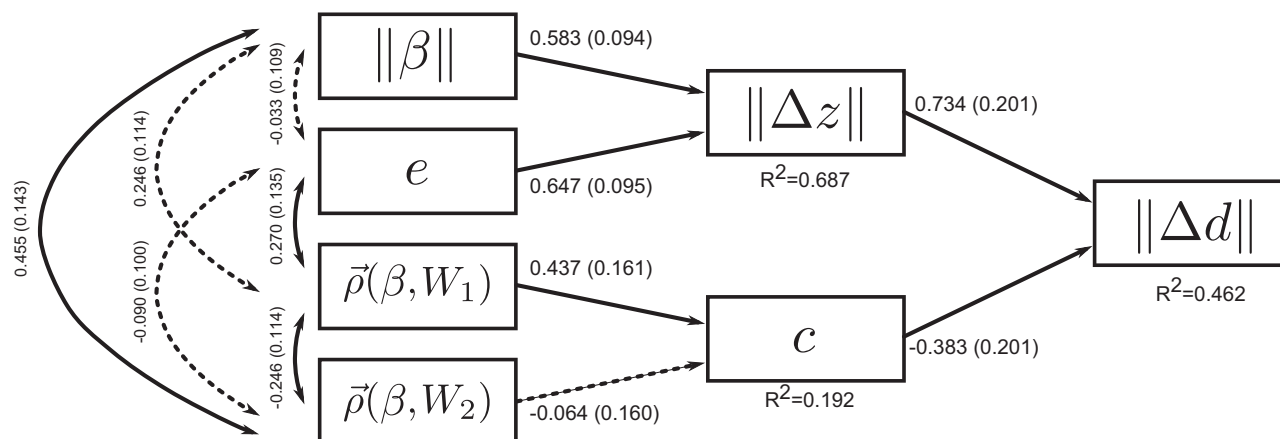 ‖β‖
0.583 (0.094)
-0.033 (0.109)
e
0.647 (0.095)
‖Δz‖
R²=0.687
0.734 (0.201)
0.246 (0.114)
0.270 (0.135)
0.455 (0.143)
-0.090 (0.100)
ρ⃗(β,W₁)
0.437 (0.161)
-0.246 (0.114)
ρ⃗(β,W₂)
-0.064 (0.160)
c
R²=0.192
-0.383 (0.201)
‖Δd‖
R²=0.462